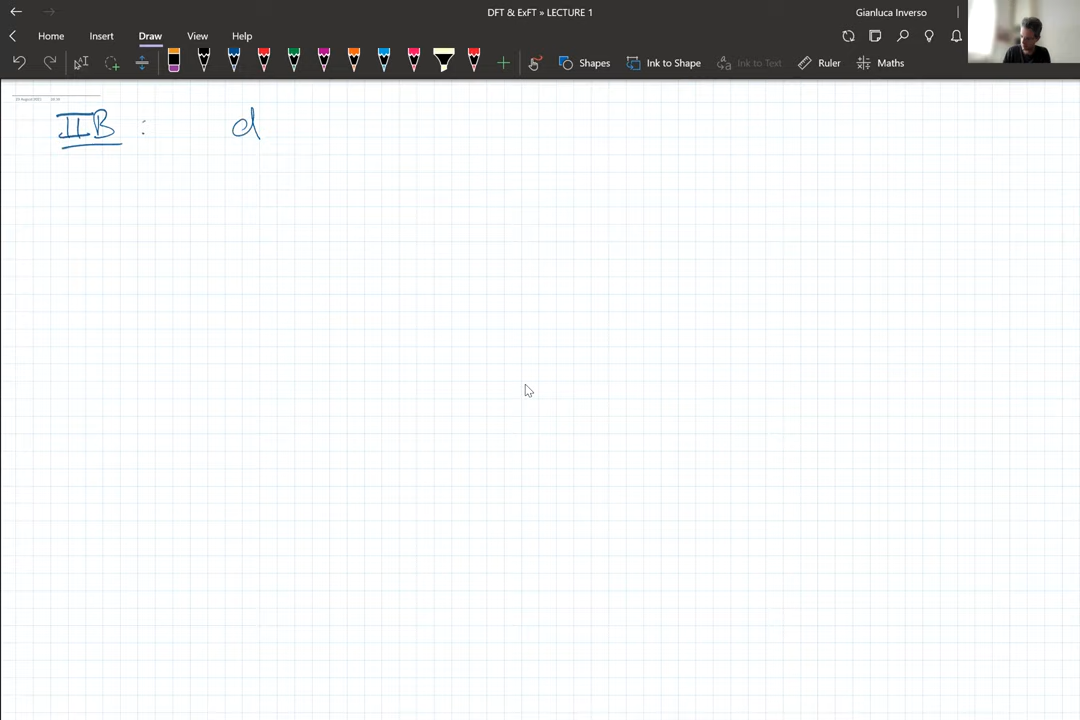 DFT & ExFT » LECTURE 1
Gianluca Inverso
Home Insert Draw View Help
Shapes Ink to Shape Ink to Text Ruler Maths
IIB : d